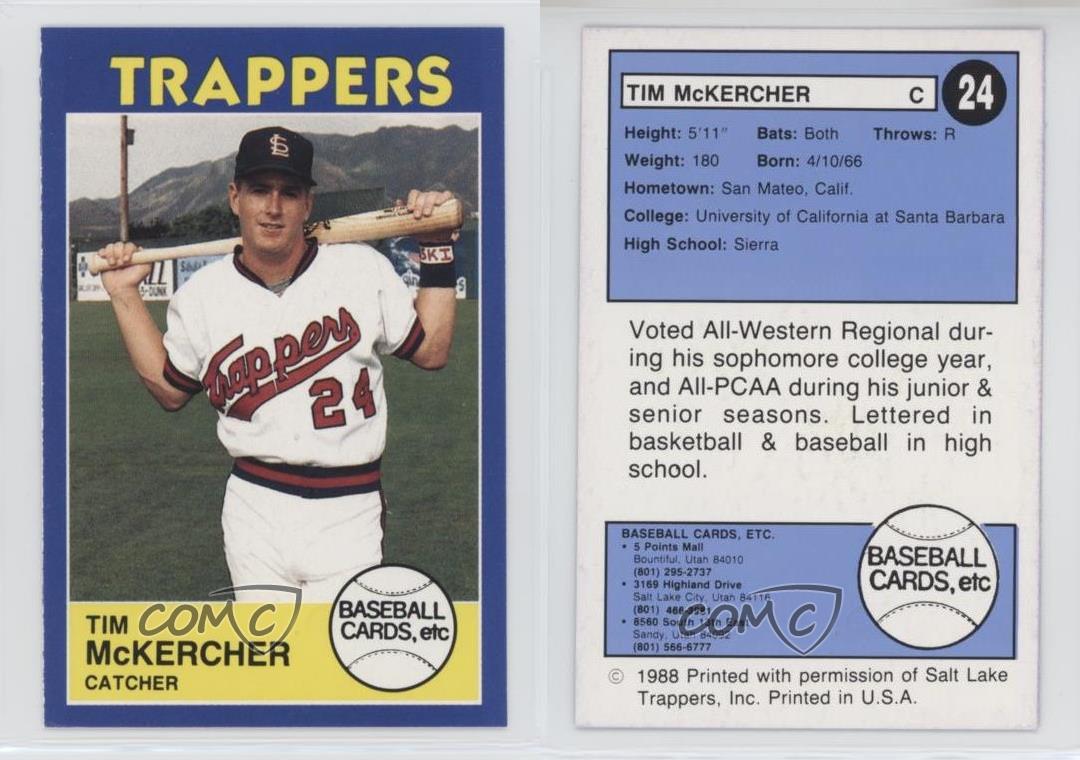 TRAPPERS
SL
SKI
Trappers
24
TIM
McKERCHER
CATCHER
BASEBALL
CARDS, etc
COMC
TIM McKERCHER C 24
Height: 5'11" Bats: Both Throws: R
Weight: 180 Born: 4/10/66
Hometown: San Mateo, Calif.
College: University of California at Santa Barbara
High School: Sierra
Voted All-Western Regional dur-
ing his sophomore college year,
and All-PCAA during his junior &
senior seasons. Lettered in
basketball & baseball in high
school.
BASEBALL CARDS, ETC.
• 5 Points Mall
Bountiful, Utah 84010
(801) 295-2737
• 3169 Highland Drive
Salt Lake City, Utah 84116
(801)
• 8560 South 13th East
Sandy, Utah 84092
(801) 566-6777
BASEBALL
CARDS, etc
COMC
© 1988 Printed with permission of Salt Lake
Trappers, Inc. Printed in U.S.A.